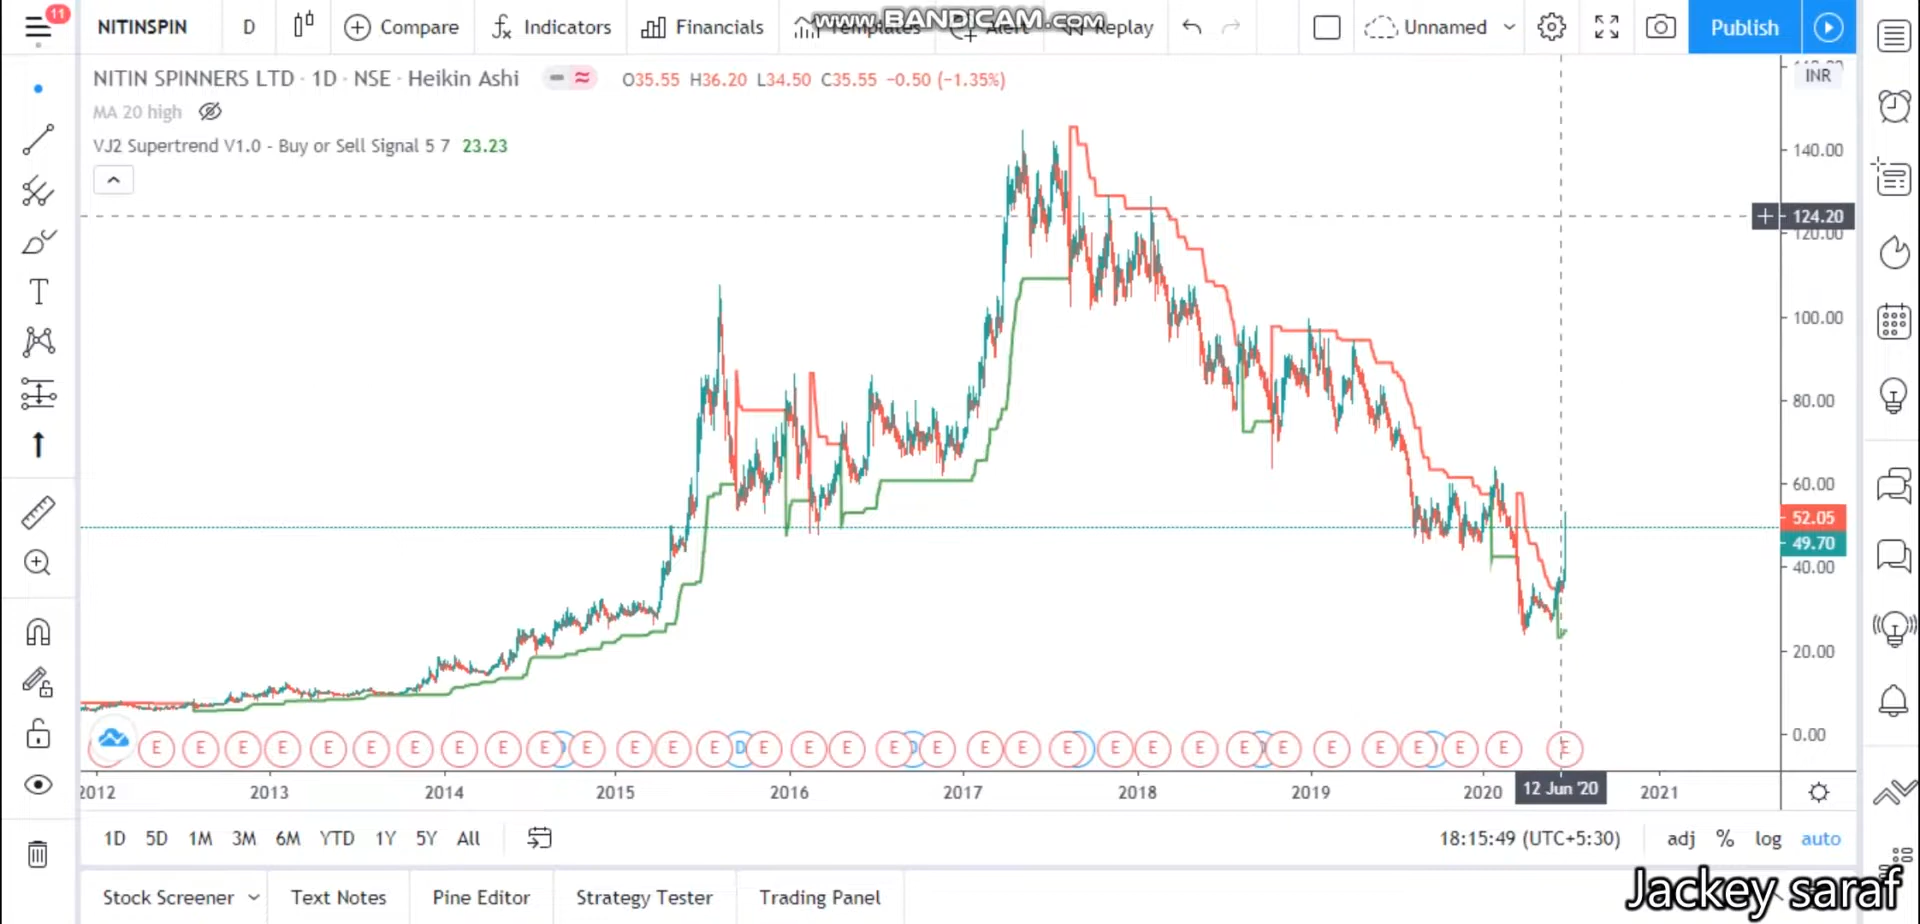 11
NITINSPIN D Compare Indicators Financials Templates Alert Replay Unnamed Publish
www.BANDICAM.com
NITIN SPINNERS LTD · 1D · NSE · Heikin Ashi O35.55 H36.20 L34.50 C35.55 −0.50 (−1.35%)
INR
MA 20 high
VJ2 Supertrend V1.0 - Buy or Sell Signal 5 7 23.23
140.00
124.20
120.00
100.00
80.00
60.00
52.05
49.70
40.00
20.00
0.00
E E E E E E E E E E D E E E E D E E E E D E E E E E E E E E E E E E E E E
2012 2013 2014 2015 2016 2017 2018 2019 2020 12 Jun '20 2021
1D 5D 1M 3M 6M YTD 1Y 5Y All 18:15:49 (UTC+5:30) adj % log auto
Stock Screener Text Notes Pine Editor Strategy Tester Trading Panel
Jackey saraf